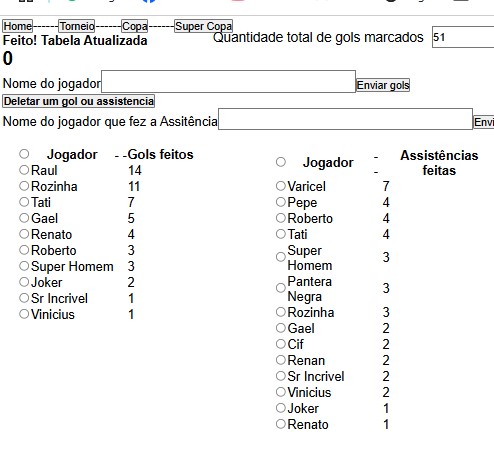 Home------Torneio------Copa------Super Copa
Feito! Tabela Atualizada
Quantidade total de gols marcados 51
0
Nome do jogador Enviar gols
Deletar um gol ou assistencia
Nome do jogador que fez a Assitência Envi
Jogador - -Gols feitos
Raul 14
Rozinha 11
Tati 7
Gael 5
Renato 4
Roberto 3
Super Homem 3
Joker 2
Sr Incrivel 1
Vinicius 1
Jogador - - Assistências feitas
Varicel 7
Pepe 4
Roberto 4
Tati 4
Super Homem 3
Pantera Negra 3
Rozinha 3
Gael 2
Cif 2
Renan 2
Sr Incrivel 2
Vinicius 2
Joker 1
Renato 1